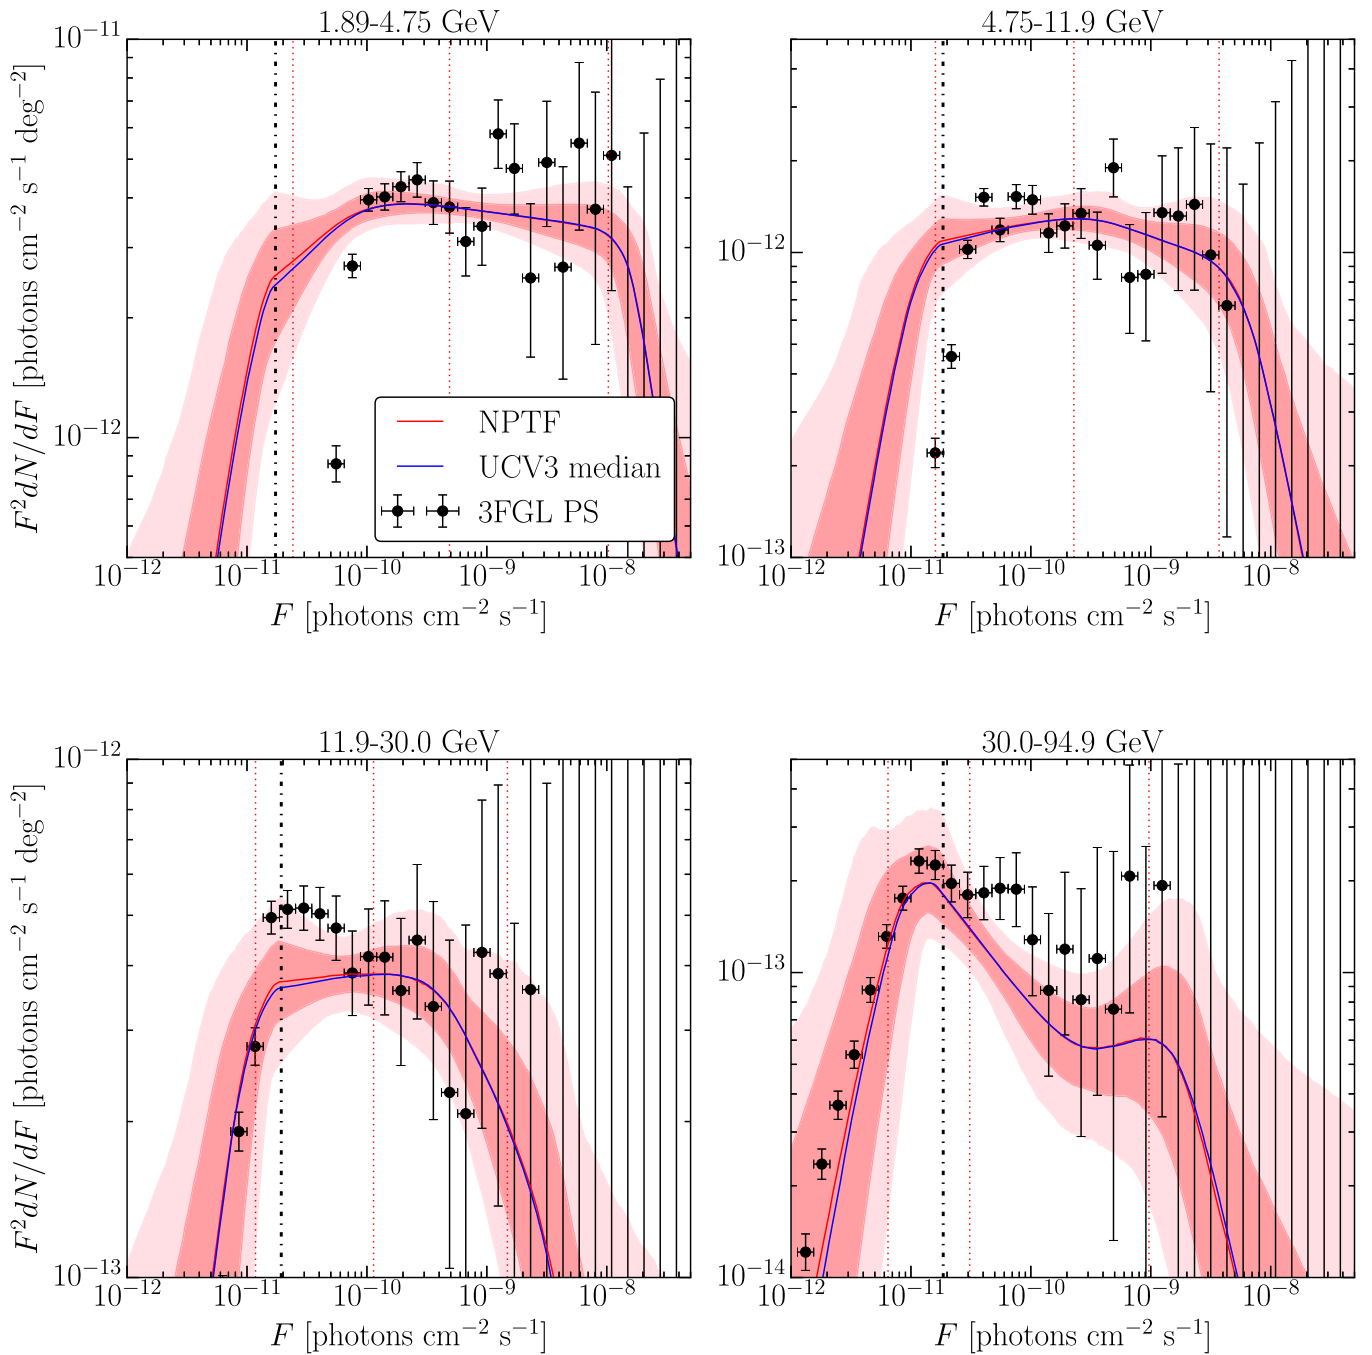 1.89-4.75 GeV
4.75-11.9 GeV
F²dN/dF [photons cm⁻² s⁻¹ deg⁻²]
10⁻¹¹
10⁻¹²
10⁻¹²
10⁻¹³
NPTF
UCV3 median
3FGL PS
10⁻¹² 10⁻¹¹ 10⁻¹⁰ 10⁻⁹ 10⁻⁸
10⁻¹² 10⁻¹¹ 10⁻¹⁰ 10⁻⁹ 10⁻⁸
F [photons cm⁻² s⁻¹]
F [photons cm⁻² s⁻¹]
11.9-30.0 GeV
30.0-94.9 GeV
F²dN/dF [photons cm⁻² s⁻¹ deg⁻²]
10⁻¹²
10⁻¹³
10⁻¹³
10⁻¹⁴
10⁻¹² 10⁻¹¹ 10⁻¹⁰ 10⁻⁹ 10⁻⁸
10⁻¹² 10⁻¹¹ 10⁻¹⁰ 10⁻⁹ 10⁻⁸
F [photons cm⁻² s⁻¹]
F [photons cm⁻² s⁻¹]